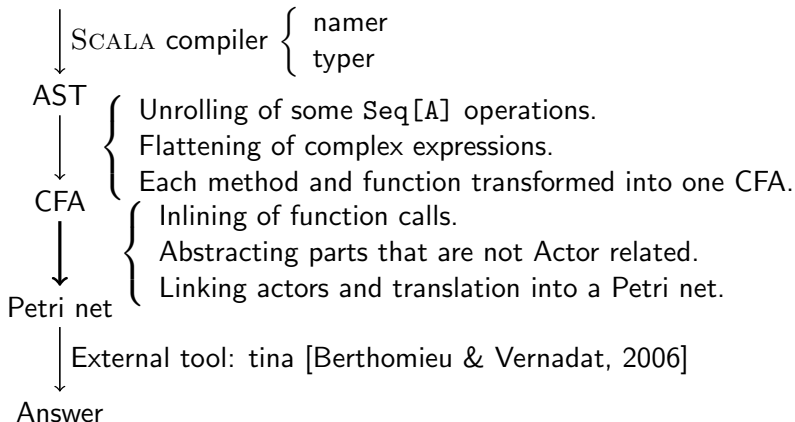 SCALA compiler { namer
typer
AST
Unrolling of some Seq[A] operations.
Flattening of complex expressions.
Each method and function transformed into one CFA.
CFA
Inlining of function calls.
Abstracting parts that are not Actor related.
Linking actors and translation into a Petri net.
Petri net
External tool: tina [Berthomieu & Vernadat, 2006]
Answer